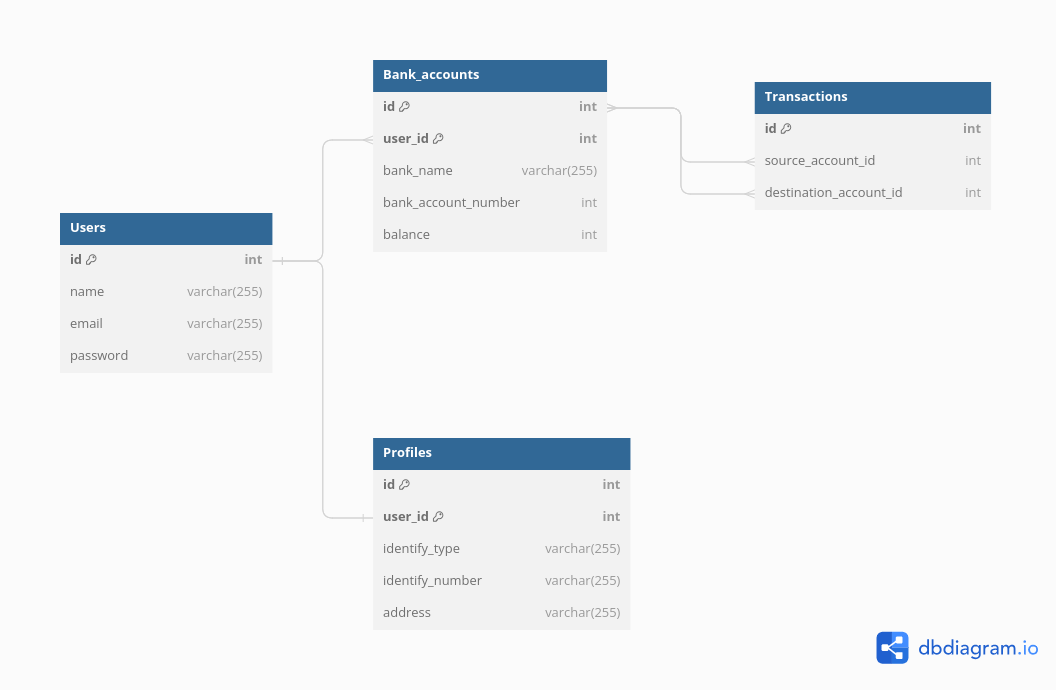 Bank_accounts
id int
user_id int
bank_name varchar(255)
bank_account_number int
balance int
Transactions
id int
source_account_id int
destination_account_id int
Users
id int
name varchar(255)
email varchar(255)
password varchar(255)
Profiles
id int
user_id int
identify_type varchar(255)
identify_number varchar(255)
address varchar(255)
dbdiagram.io